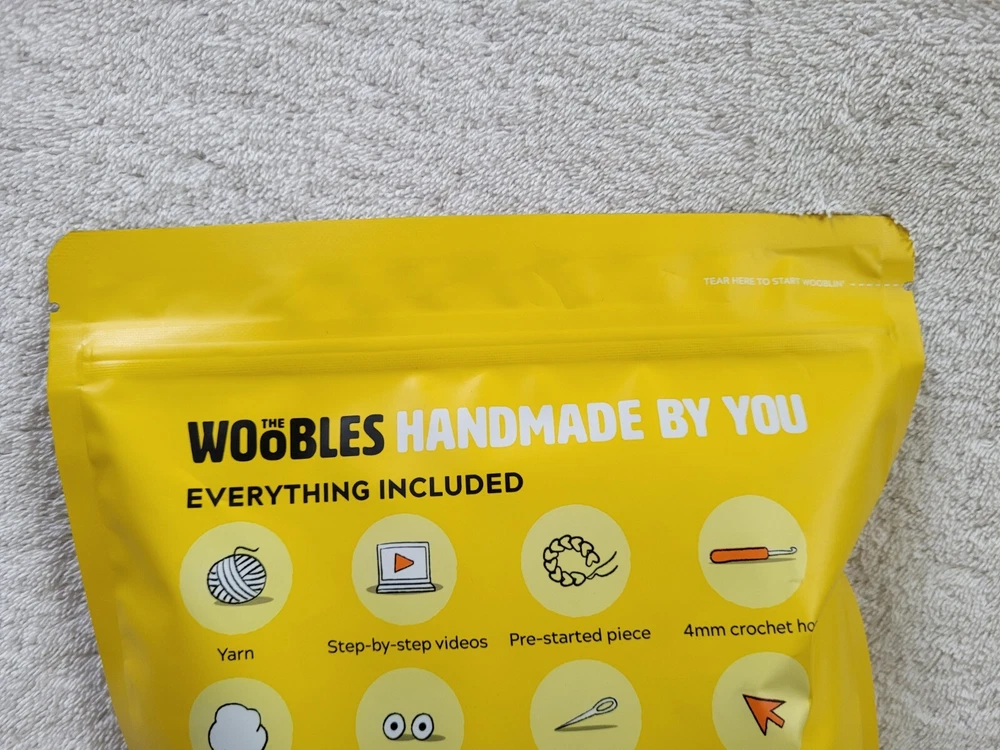 TEAR HERE TO START WOOBLIN'
THE WOOBLES HANDMADE BY YOU
EVERYTHING INCLUDED
Yarn
Step-by-step videos
Pre-started piece
4mm crochet